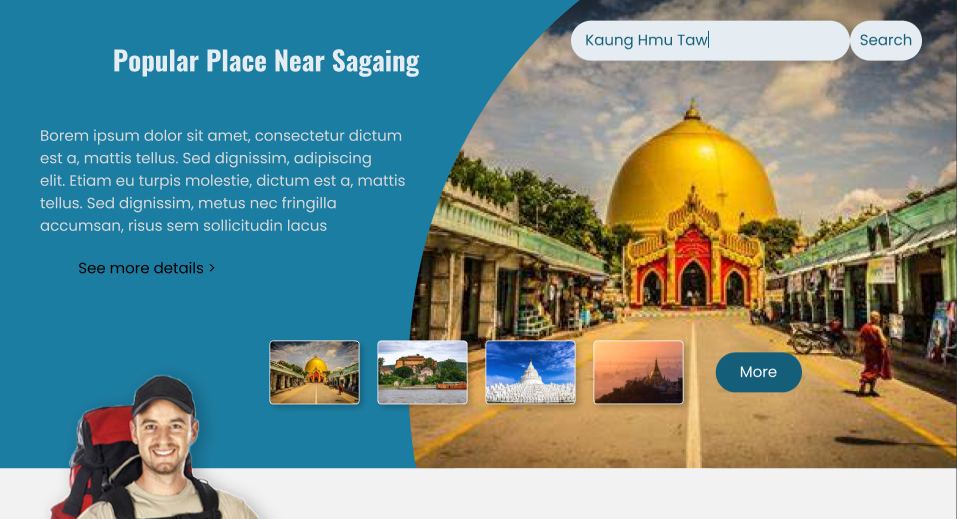 Kaung Hmu Taw
Search
Popular Place Near Sagaing
Borem ipsum dolor sit amet, consectetur dictum
est a, mattis tellus. Sed dignissim, adipiscing
elit. Etiam eu turpis molestie, dictum est a, mattis
tellus. Sed dignissim, metus nec fringilla
accumsan, risus sem sollicitudin lacus
See more details >
More